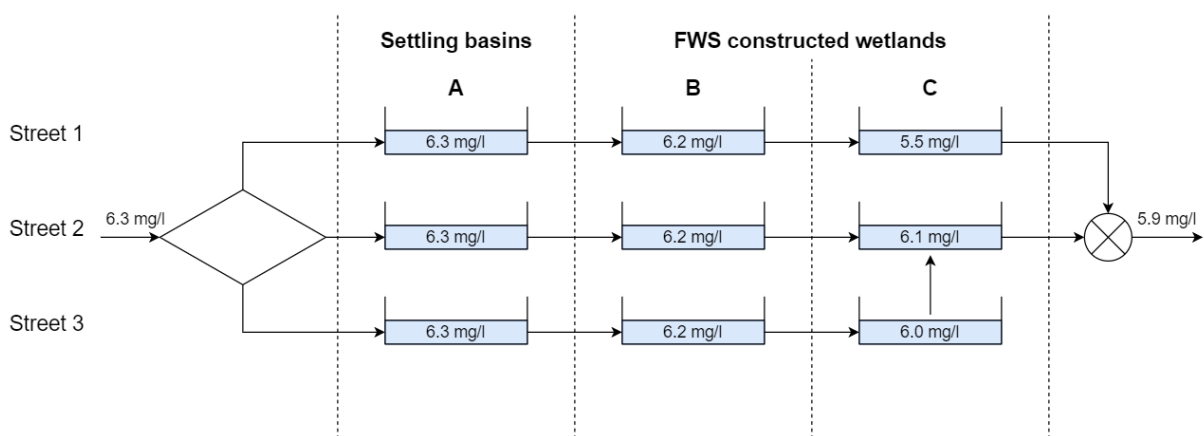 Settling basins
FWS constructed wetlands
A
B
C
Street 1
6.3 mg/l
6.2 mg/l
5.5 mg/l
Street 2
6.3 mg/l
6.3 mg/l
6.2 mg/l
6.1 mg/l
5.9 mg/l
Street 3
6.3 mg/l
6.2 mg/l
6.0 mg/l